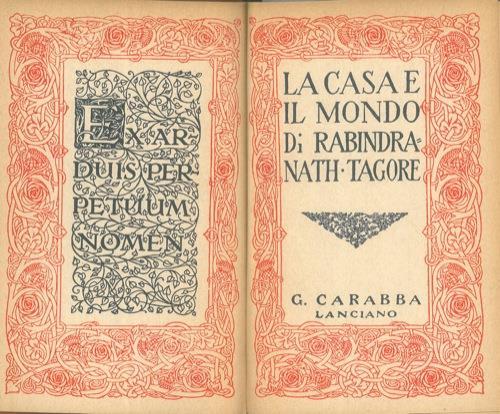 EX AR-
DUIS PER-
PETUUM
NOMEN
LA CASA E
IL MONDO
Di RABINDRA-
NATH · TAGORE
G. CARABBA
LANCIANO